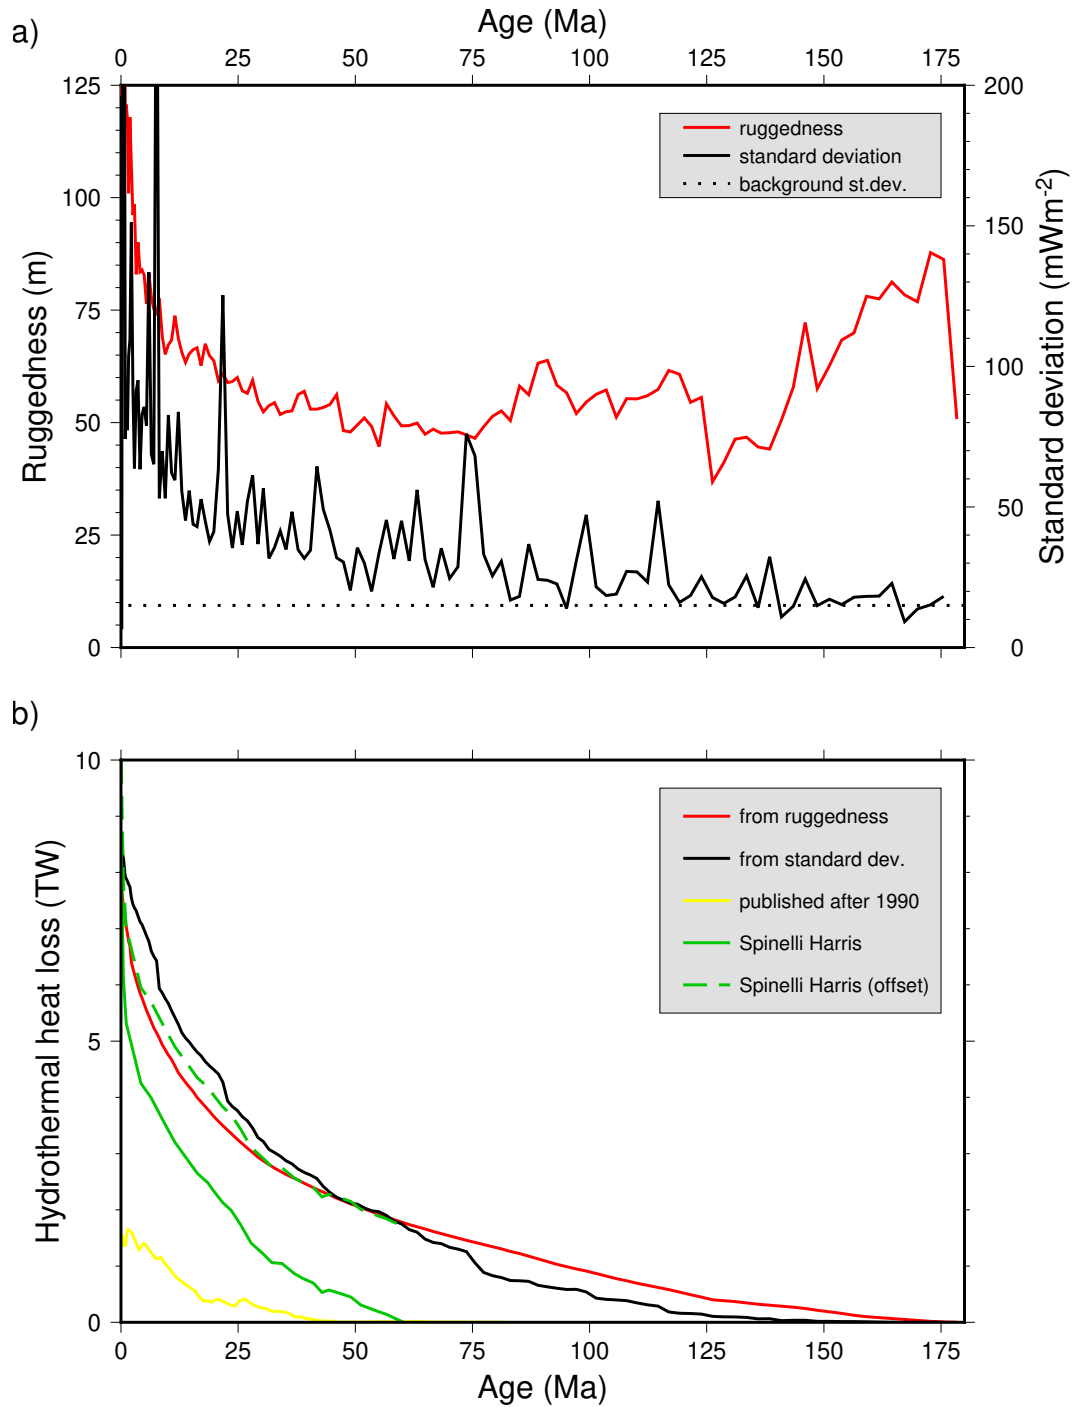 a)
Age (Ma)
0 25 50 75 100 125 150 175
125 200
100 150
75 100
50
25 50
0 0
Ruggedness (m)
Standard deviation (mWm-2)
ruggedness
standard deviation
background st.dev.
b)
10
5
0
Hydrothermal heat loss (TW)
from ruggedness
from standard dev.
published after 1990
Spinelli Harris
Spinelli Harris (offset)
0 25 50 75 100 125 150 175
Age (Ma)